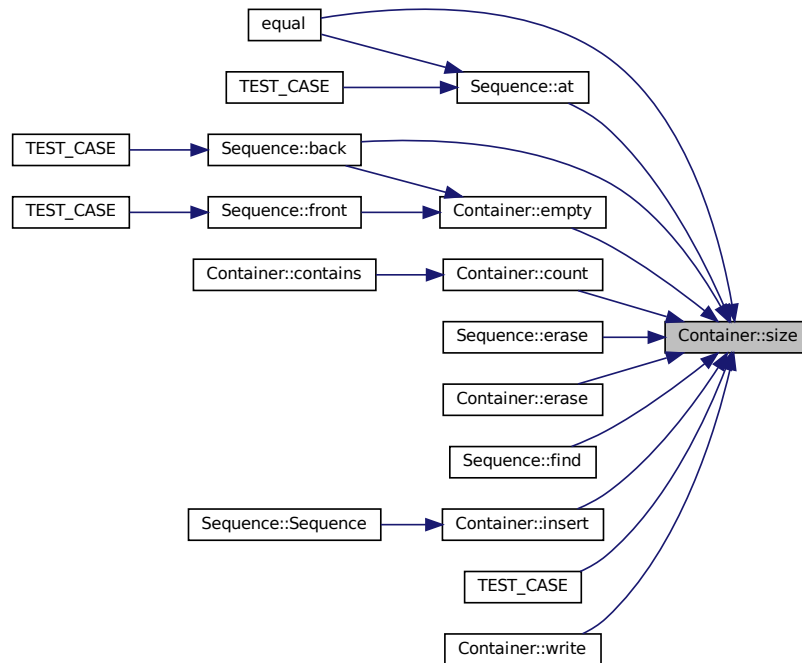 equal
TEST_CASE
Sequence::at
TEST_CASE
Sequence::back
TEST_CASE
Sequence::front
Container::empty
Container::contains
Container::count
Sequence::erase
Container::size
Container::erase
Sequence::find
Sequence::Sequence
Container::insert
TEST_CASE
Container::write